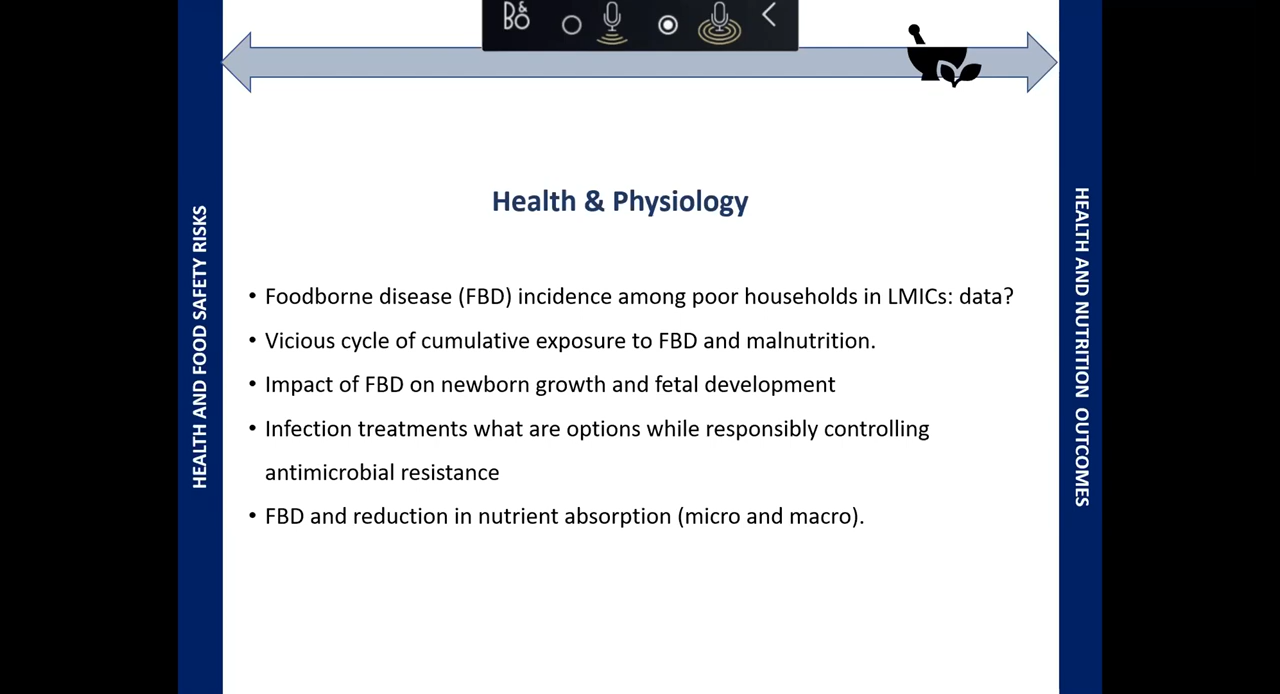 B&O
HEALTH AND FOOD SAFETY RISKS
Health & Physiology
• Foodborne disease (FBD) incidence among poor households in LMICs: data?
• Vicious cycle of cumulative exposure to FBD and malnutrition.
• Impact of FBD on newborn growth and fetal development
• Infection treatments what are options while responsibly controlling
antimicrobial resistance
• FBD and reduction in nutrient absorption (micro and macro).
HEALTH AND NUTRITION OUTCOMES